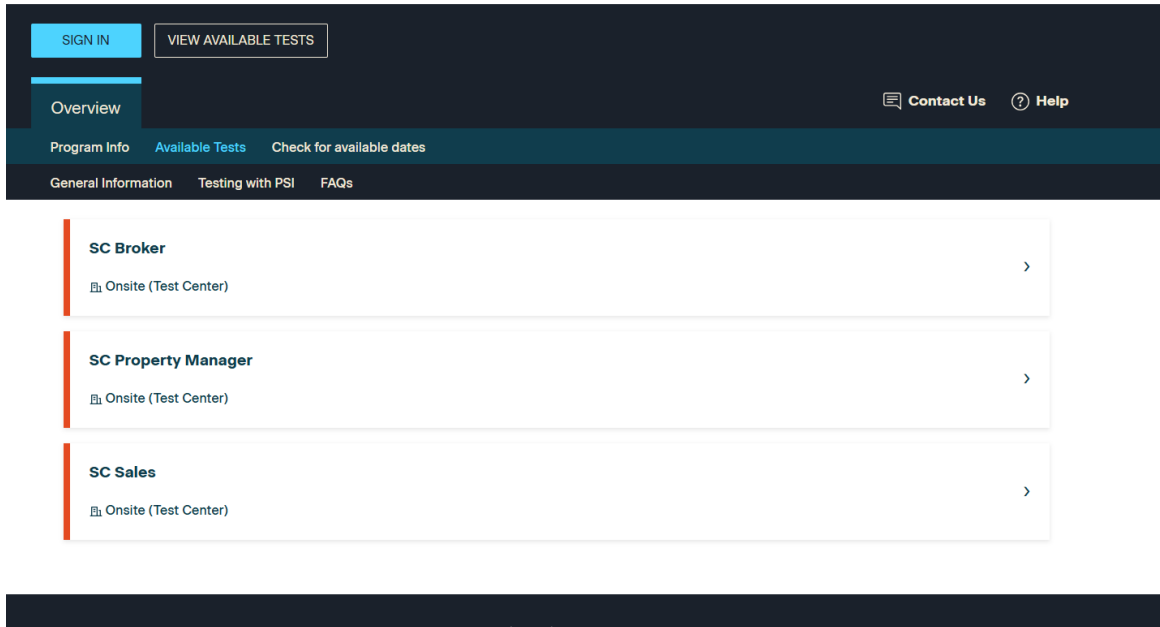 SIGN IN VIEW AVAILABLE TESTS
Overview
Contact Us Help
Program Info Available Tests Check for available dates
General Information Testing with PSI FAQs
SC Broker
Onsite (Test Center)
SC Property Manager
Onsite (Test Center)
SC Sales
Onsite (Test Center)